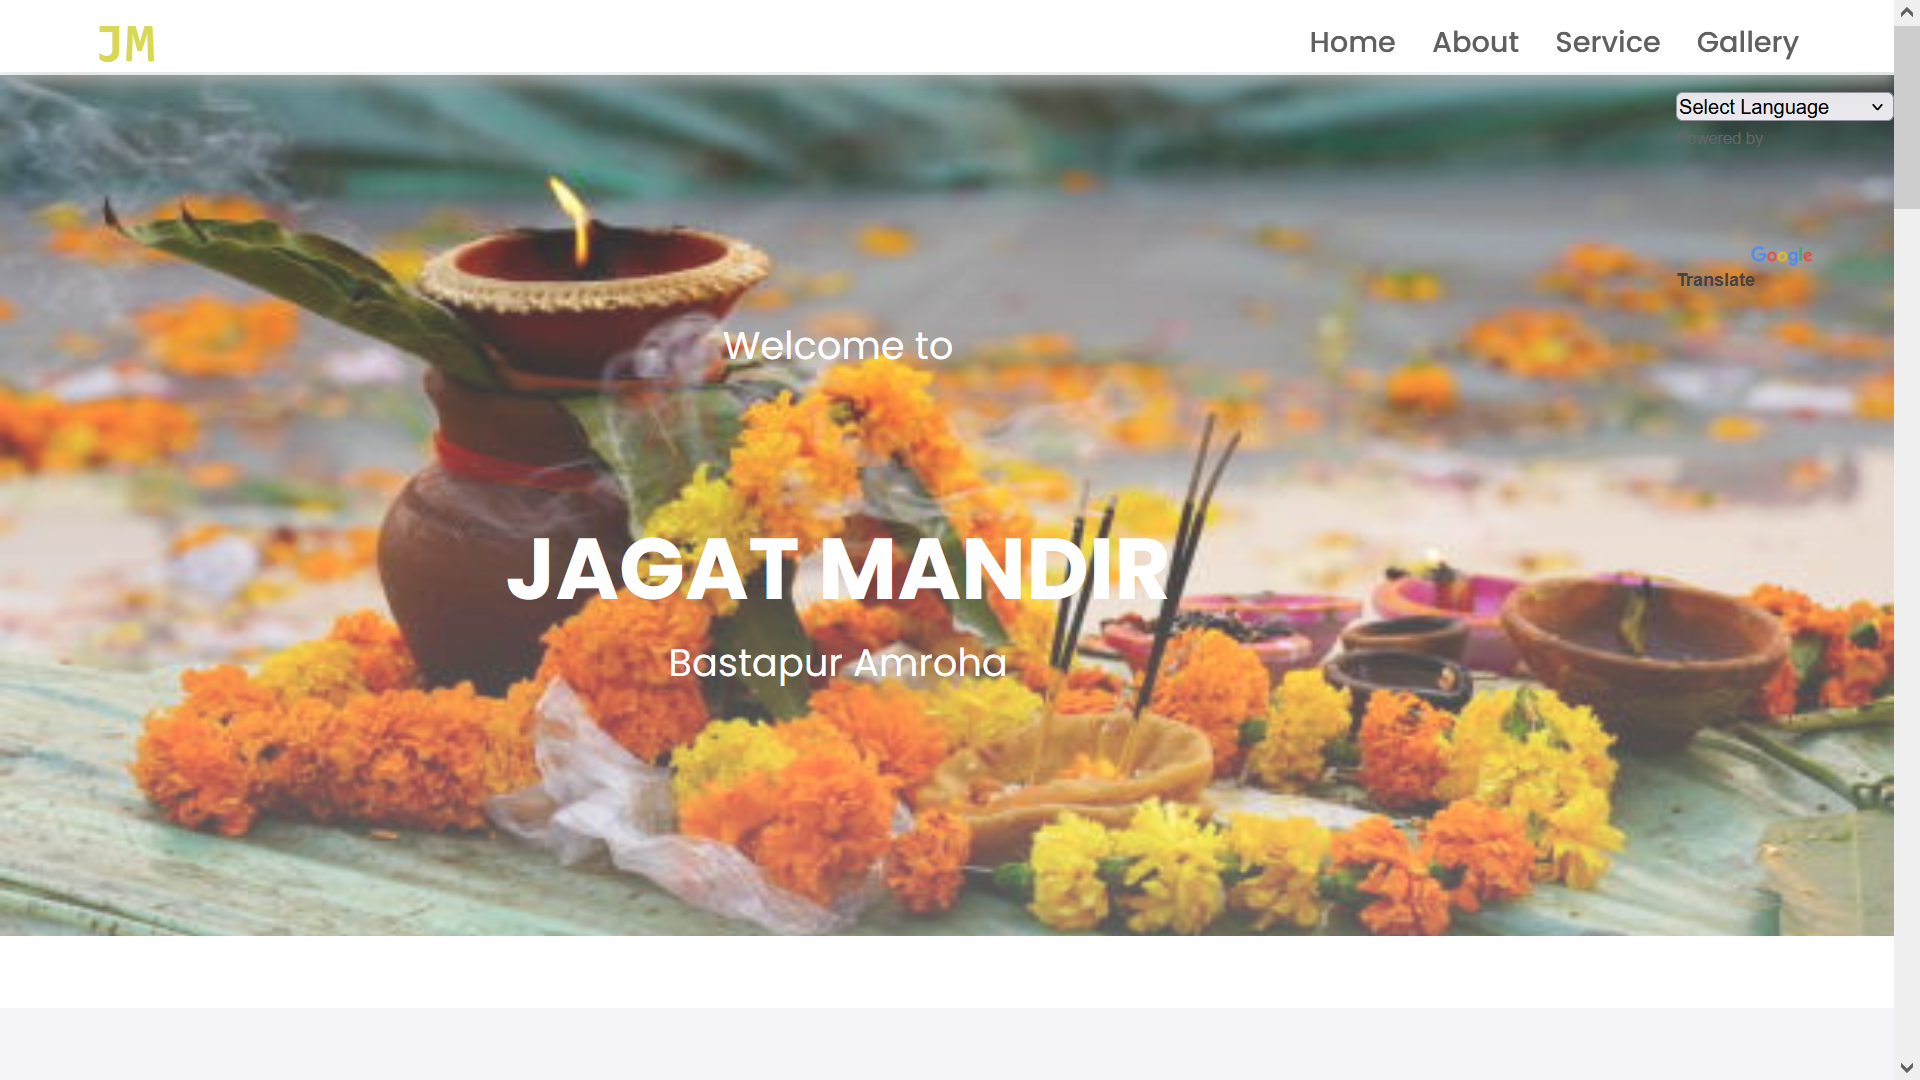 JM
Home About Service Gallery
Select Language
Powered by
Google
Translate
Welcome to
JAGAT MANDIR
Bastapur Amroha